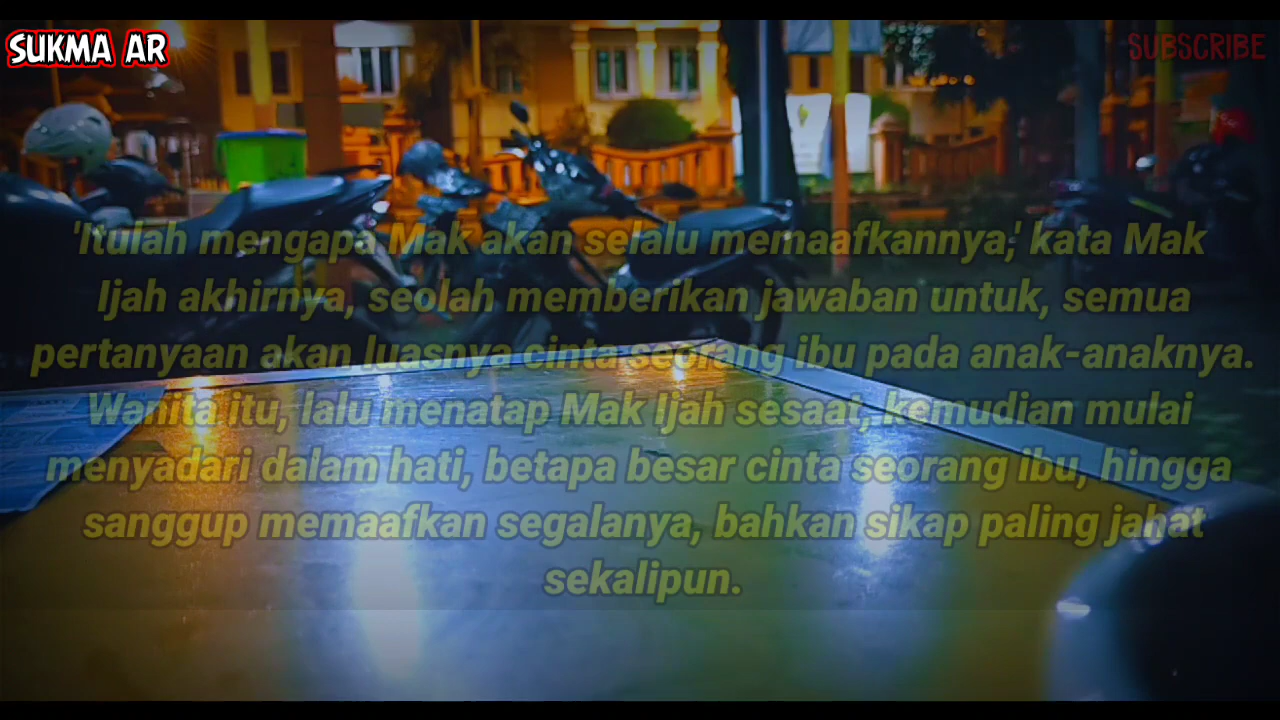 SUKMA AR
SUBSCRIBE
'Itulah mengapa Mak akan selalu memaafkannya,' kata Mak
Ijah akhirnya, seolah memberikan jawaban untuk, semua
pertanyaan akan luasnya cinta seorang ibu pada anak-anaknya.
Wanita itu, lalu menatap Mak Ijah sesaat, kemudian mulai
menyadari dalam hati, betapa besar cinta seorang Ibu, hingga
sanggup memaafkan segalanya, bahkan sikap paling jahat
sekalipun.